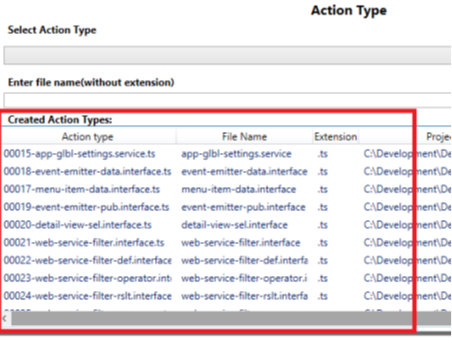 Action Type
Select Action Type
Enter file name(without extension)
Created Action Types:
Action type File Name Extension Projec
00015-app-glbl-settings.service.ts app-glbl-settings.service .ts C:\Development\De
00018-event-emitter-data.interface.ts event-emitter-data.interface .ts C:\Development\De
00017-menu-item-data.interface.ts menu-item-data.interface .ts C:\Development\De
00019-event-emitter-pub.interface.ts event-emitter-pub.interface .ts C:\Development\De
00020-detail-view-sel.interface.ts detail-view-sel.interface .ts C:\Development\De
00021-web-service-filter.interface.ts web-service-filter.interface .ts C:\Development\De
00022-web-service-filter-def.interface web-service-filter-def.interfa .ts C:\Development\De
00023-web-service-filter-operator.int web-service-filter-operator.i .ts C:\Development\De
00024-web-service-filter-rslt.interface web-service-filter-rslt.interfa .ts C:\Development\De